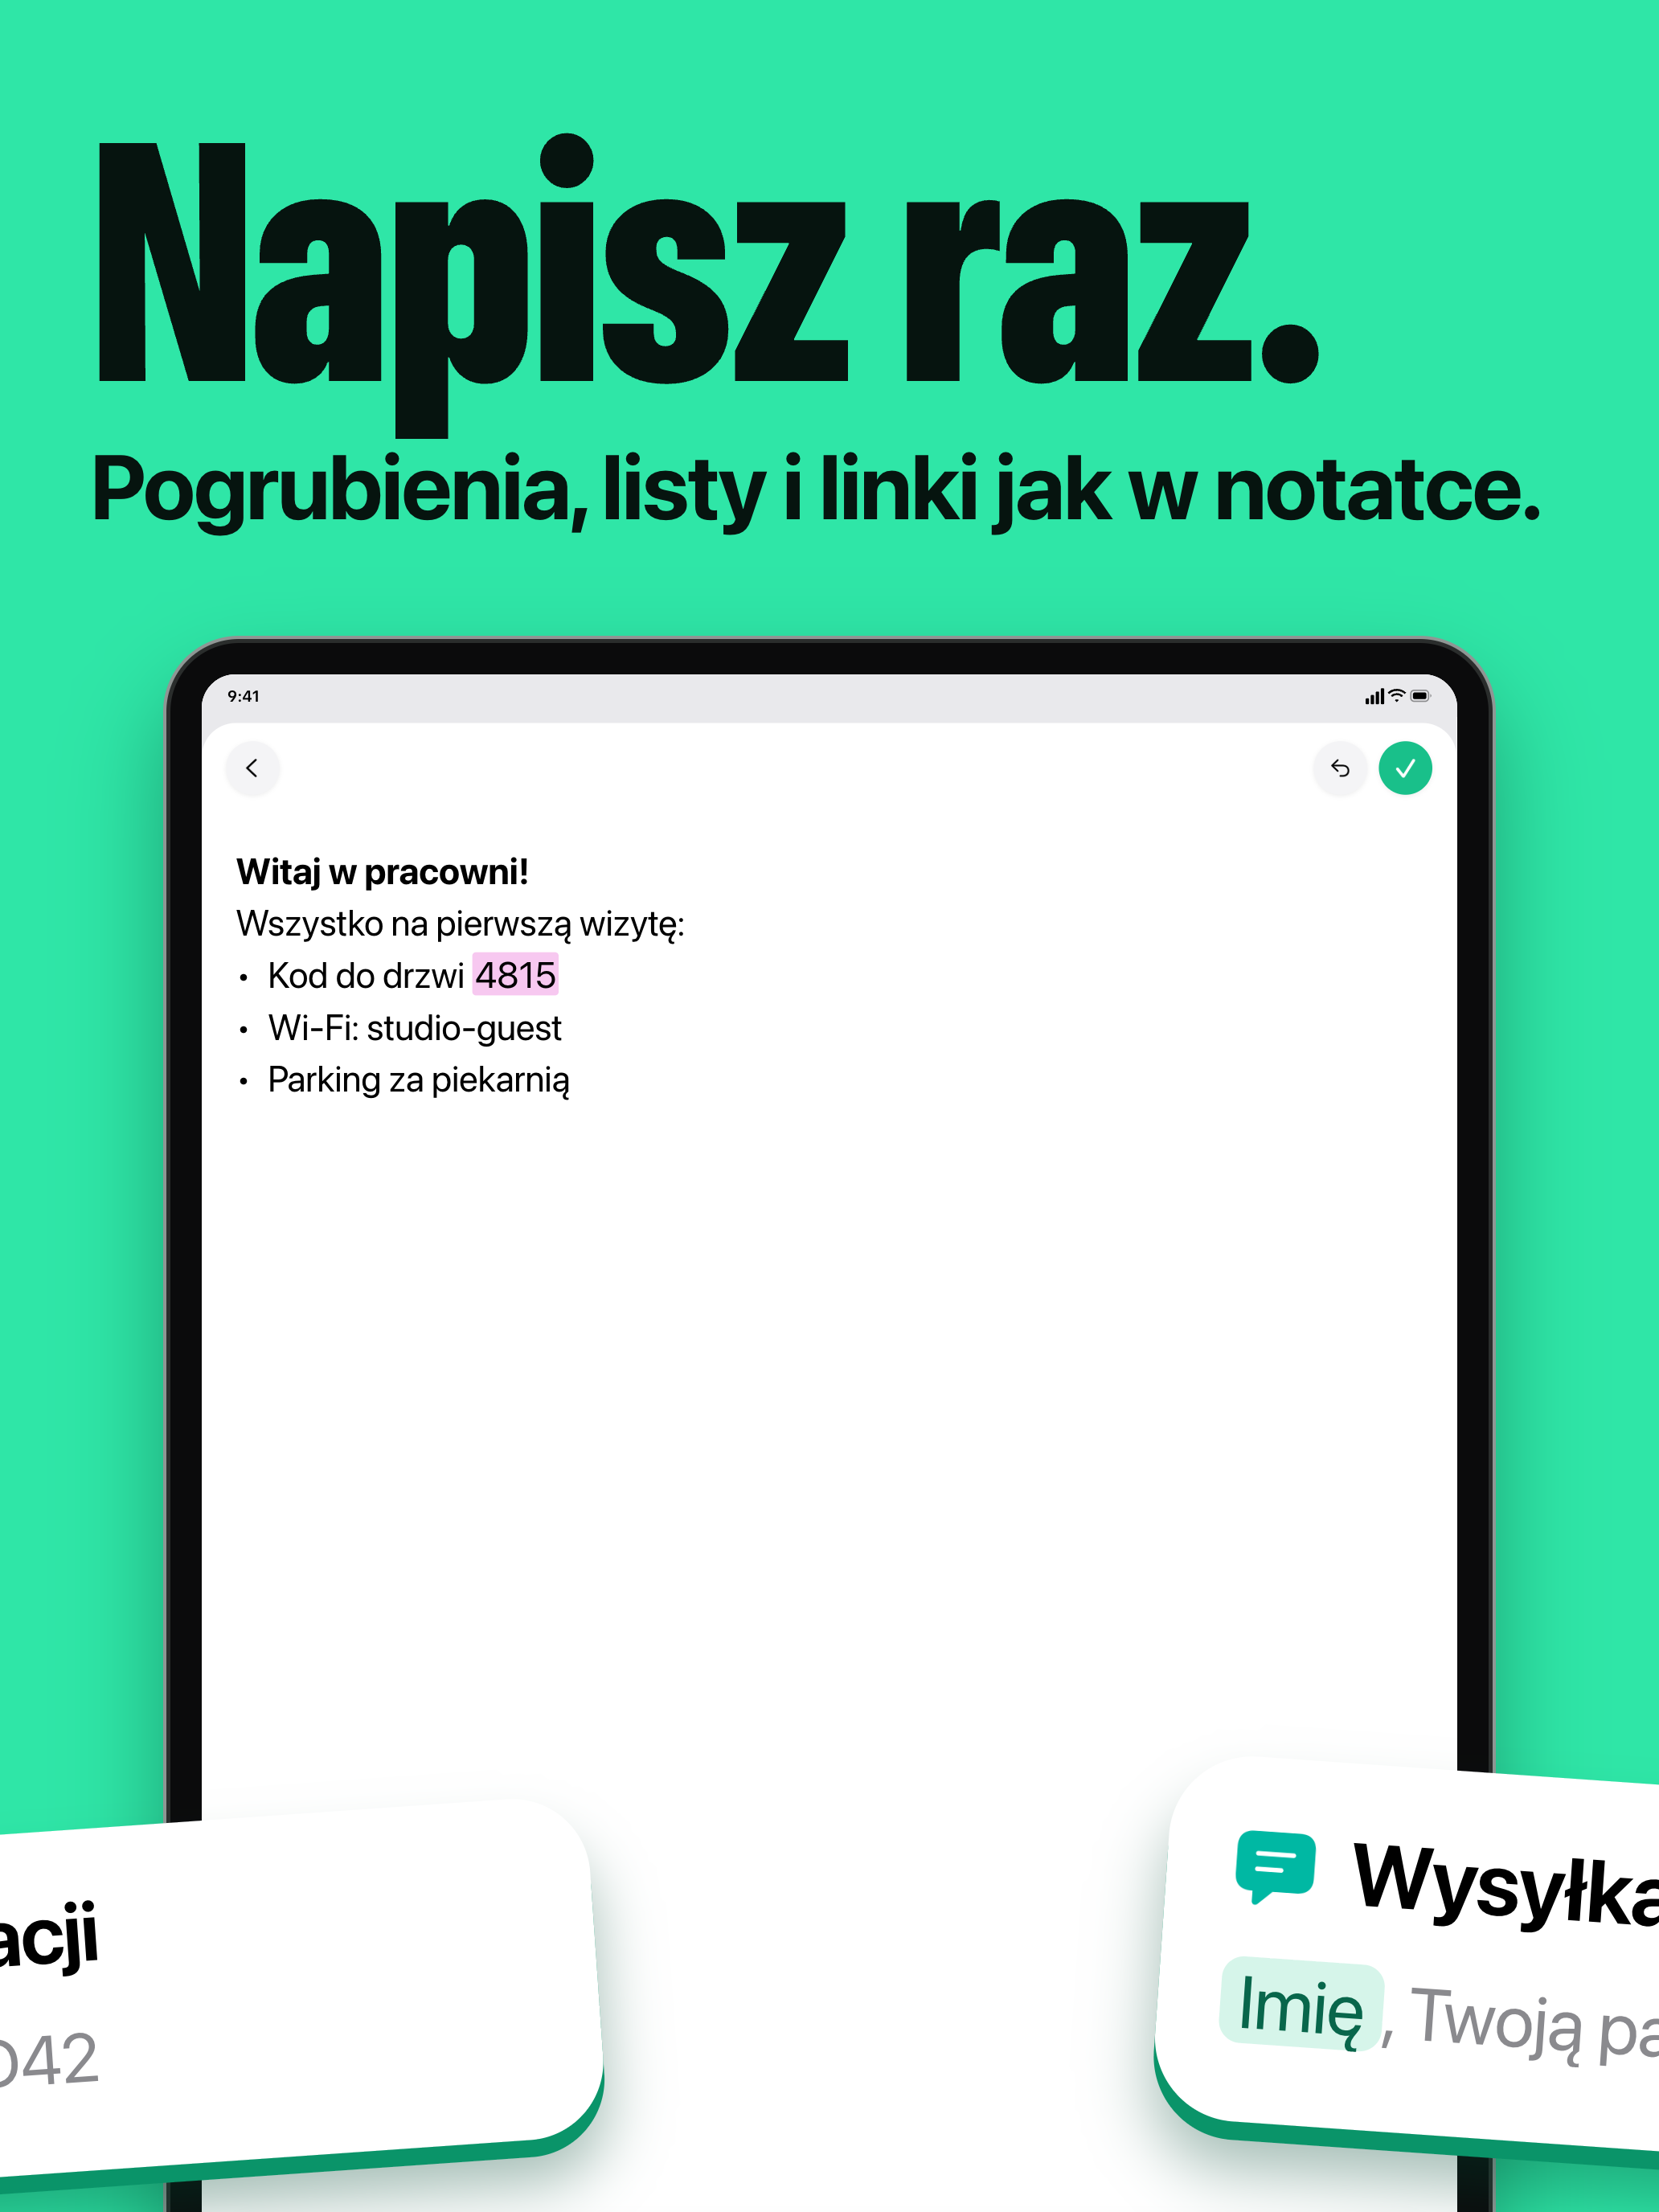 Napisz raz.
Pogrubienia, listy i linki jak w notatce.
9:41
Witaj w pracowni!
Wszystko na pierwszą wizytę:
• Kod do drzwi 4815
• Wi-Fi: studio-guest
• Parking za piekarnią
acji
042
Wysyłka
Imię, Twoją pa